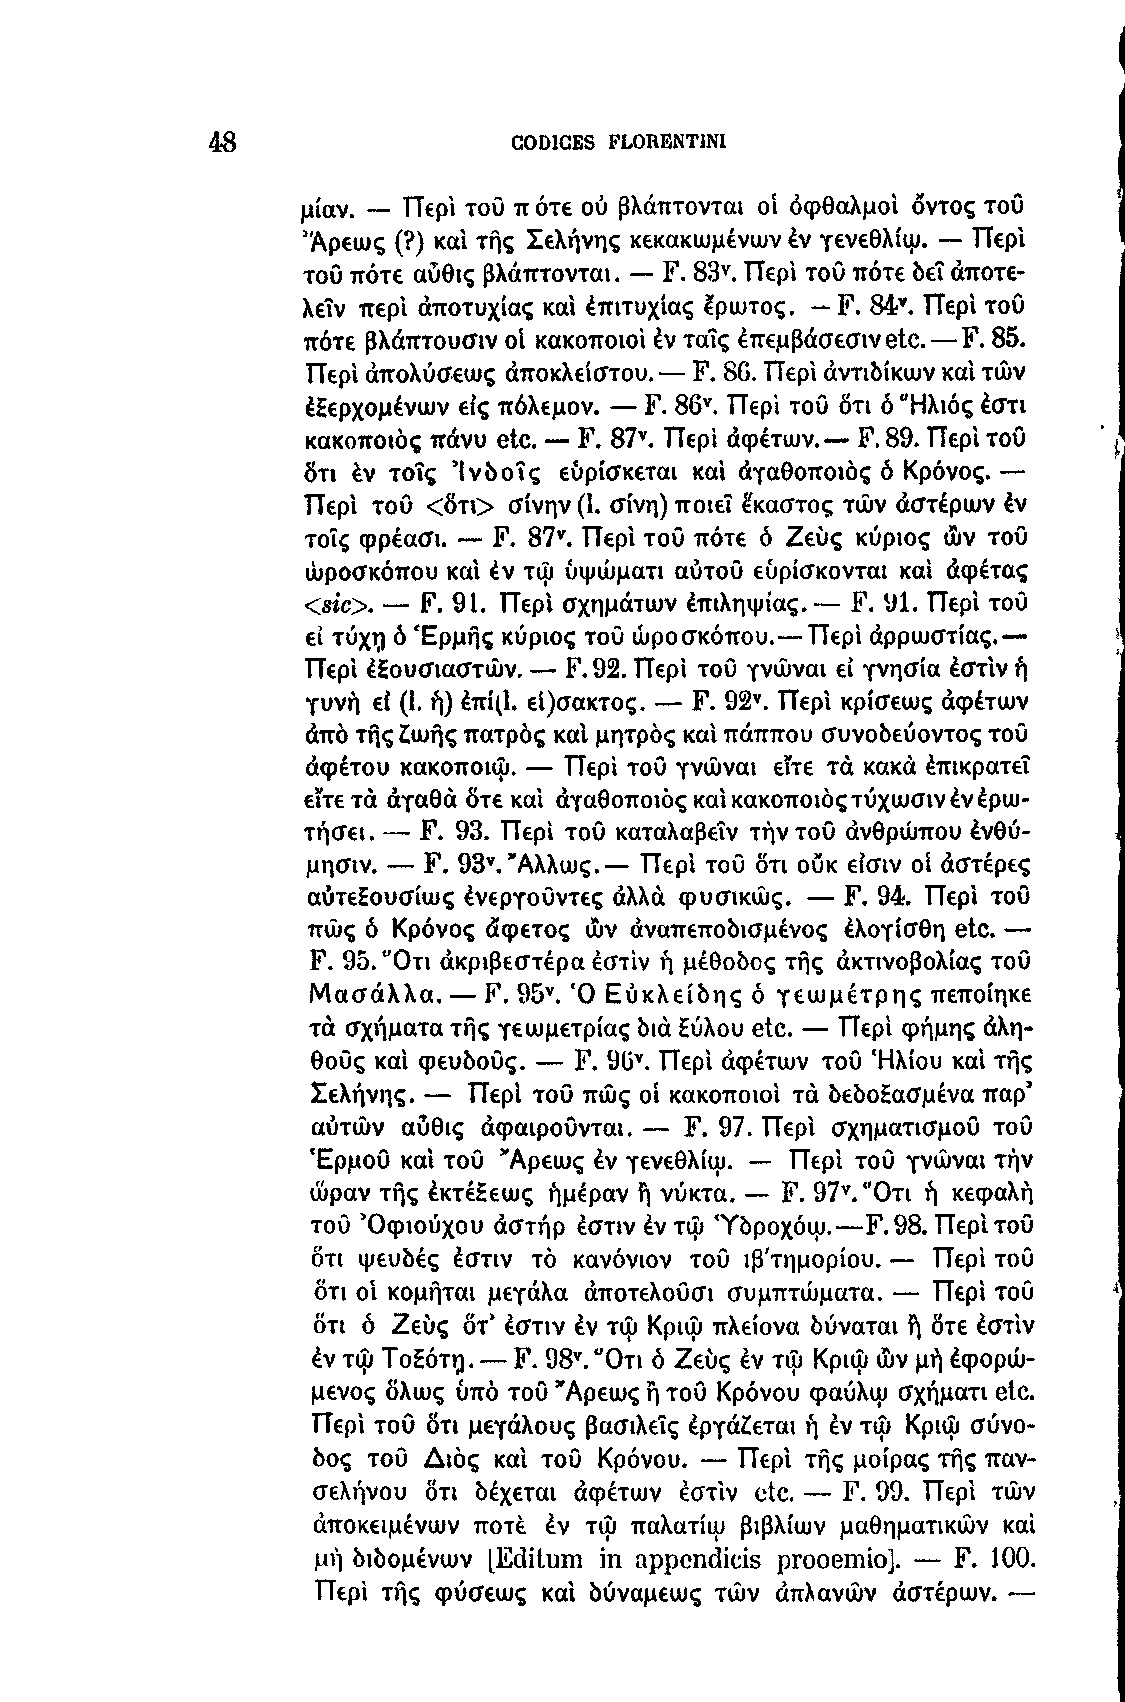 48 CODICES FLORENTINI
μίαν. — Περὶ τοῦ πότε οὐ βλάπτονται οἱ ὀφθαλμοὶ ὄντος τοῦ
Ἄρεως (?) καὶ τῆς Σελήνης κεκακωμένων ἐν γενεθλίῳ. — Περὶ
τοῦ πότε αὖθις βλάπτονται. — F. 83ᵛ. Περὶ τοῦ πότε δεῖ ἀποτε-
λεῖν περὶ ἀποτυχίας καὶ ἐπιτυχίας ἔρωτος. — F. 84ᵛ. Περὶ τοῦ
πότε βλάπτουσιν οἱ κακοποιοὶ ἐν ταῖς ἐπεμβάσεσιν etc. — F. 85.
Περὶ ἀπολύσεως ἀποκλείστου. — F. 86. Περὶ ἀντιδίκων καὶ τῶν
ἐξερχομένων εἰς πόλεμον. — F. 86ᵛ. Περὶ τοῦ ὅτι ὁ Ἥλιός ἐστι
κακοποιὸς πάνυ etc. — F. 87ᵛ. Περὶ ἀφέτων. — F. 89. Περὶ τοῦ
ὅτι ἐν τοῖς Ἰνδοῖς εὑρίσκεται καὶ ἀγαθοποιὸς ὁ Κρόνος. —
Περὶ τοῦ <ὅτι> σίνην (l. σίνη) ποιεῖ ἕκαστος τῶν ἀστέρων ἐν
τοῖς φρέασι. — F. 87ᵛ. Περὶ τοῦ πότε ὁ Ζεὺς κύριος ὢν τοῦ
ὡροσκόπου καὶ ἐν τῷ ὑψώματι αὐτοῦ εὑρίσκονται καὶ ἀφέτας
<sic>. — F. 91. Περὶ σχημάτων ἐπιληψίας. — F. 91. Περὶ τοῦ
εἰ τύχῃ ὁ Ἑρμῆς κύριος τοῦ ὡροσκόπου. — Περὶ ἀρρωστίας. —
Περὶ ἐξουσιαστῶν. — F. 92. Περὶ τοῦ γνῶναι εἰ γνησία ἐστὶν ἡ
γυνὴ εἰ (l. ἢ) ἐπί(l. εἰ)σακτος. — F. 92ᵛ. Περὶ κρίσεως ἀφέτων
ἀπὸ τῆς ζωῆς πατρὸς καὶ μητρὸς καὶ πάππου συνοδεύοντος τοῦ
ἀφέτου κακοποιῷ. — Περὶ τοῦ γνῶναι εἴτε τὰ κακὰ ἐπικρατεῖ
εἴτε τὰ ἀγαθὰ ὅτε καὶ ἀγαθοποιὸς καὶ κακοποιὸς τύχωσιν ἐν ἐρω-
τήσει. — F. 93. Περὶ τοῦ καταλαβεῖν τὴν τοῦ ἀνθρώπου ἐνθύ-
μησιν. — F. 93ᵛ. Ἄλλως. — Περὶ τοῦ ὅτι οὔκ εἰσιν οἱ ἀστέρες
αὐτεξουσίως ἐνεργοῦντες ἀλλὰ φυσικῶς. — F. 94. Περὶ τοῦ
πῶς ὁ Κρόνος ἄφετος ὢν ἀναπεποδισμένος ἐλογίσθη etc. —
F. 95. Ὅτι ἀκριβεστέρα ἐστὶν ἡ μέθοδος τῆς ἀκτινοβολίας τοῦ
Μασάλλα. — F. 95ᵛ. Ὁ Εὐκλείδης ὁ γεωμέτρης πεποίηκε
τὰ σχήματα τῆς γεωμετρίας διὰ ξύλου etc. — Περὶ φήμης ἀλη-
θοῦς καὶ ψευδοῦς. — F. 96ᵛ. Περὶ ἀφέτων τοῦ Ἡλίου καὶ τῆς
Σελήνης. — Περὶ τοῦ πῶς οἱ κακοποιοὶ τὰ δεδοξασμένα παρ’
αὐτῶν αὖθις ἀφαιροῦνται. — F. 97. Περὶ σχηματισμοῦ τοῦ
Ἑρμοῦ καὶ τοῦ Ἄρεως ἐν γενεθλίῳ. — Περὶ τοῦ γνῶναι τὴν
ὥραν τῆς ἐκτέξεως ἡμέραν ἢ νύκτα. — F. 97ᵛ. Ὅτι ἡ κεφαλὴ
τοῦ Ὀφιούχου ἀστήρ ἐστιν ἐν τῷ Ὑδροχόῳ. — F. 98. Περὶ τοῦ
ὅτι ψευδές ἐστιν τὸ κανόνιον τοῦ ιβ'τημορίου. — Περὶ τοῦ
ὅτι οἱ κομῆται μεγάλα ἀποτελοῦσι συμπτώματα. — Περὶ τοῦ
ὅτι ὁ Ζεὺς ὅτ’ ἐστιν ἐν τῷ Κριῷ πλείονα δύναται ἢ ὅτε ἐστὶν
ἐν τῷ Τοξότῃ. — F. 98ᵛ. Ὅτι ὁ Ζεὺς ἐν τῷ Κριῷ ὢν μὴ ἐφορώ-
μενος ὅλως ὑπὸ τοῦ Ἄρεως ἢ τοῦ Κρόνου φαύλῳ σχήματι etc.
Περὶ τοῦ ὅτι μεγάλους βασιλεῖς ἐργάζεται ἡ ἐν τῷ Κριῷ σύνο-
δος τοῦ Διὸς καὶ τοῦ Κρόνου. — Περὶ τῆς μοίρας τῆς παν-
σελήνου ὅτι δέχεται ἀφέτων ἐστὶν etc. — F. 99. Περὶ τῶν
ἀποκειμένων ποτὲ ἐν τῷ παλατίῳ βιβλίων μαθηματικῶν καὶ
μὴ διδομένων [Editum in appendicis prooemio]. — F. 100.
Περὶ τῆς φύσεως καὶ δύναμεως τῶν ἀπλανῶν ἀστέρων. —